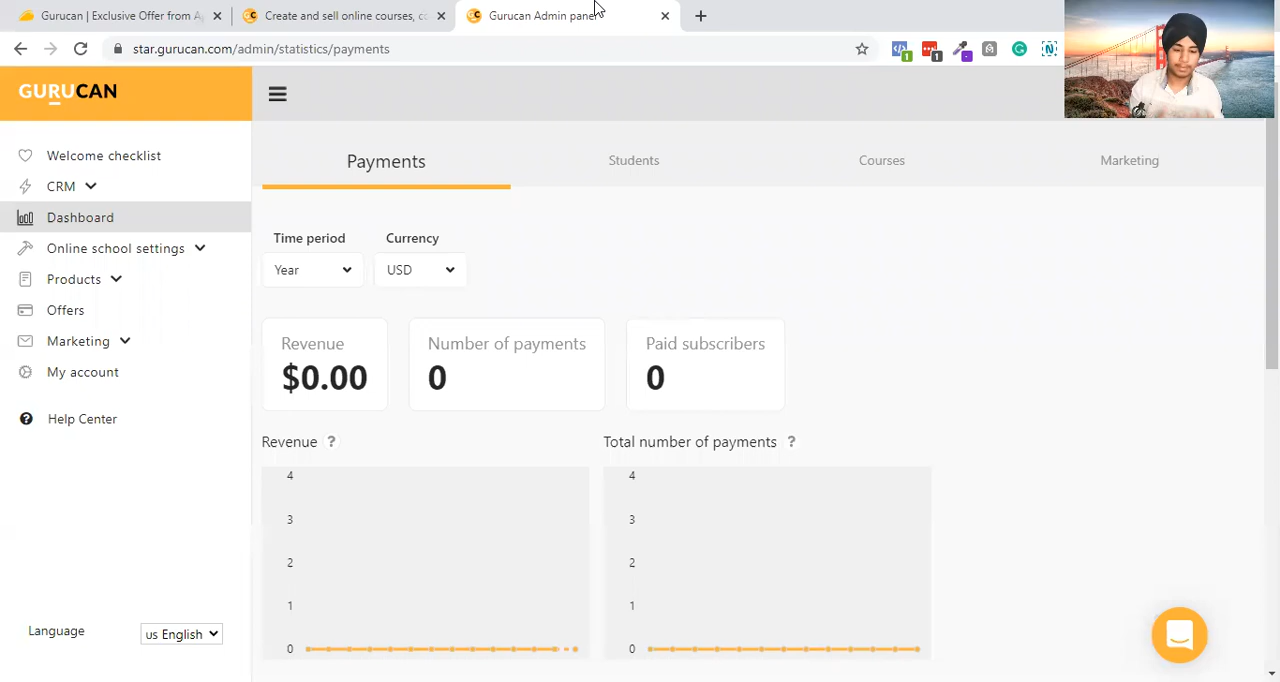 Gurucan | Exclusive Offer from A
Create and sell online courses, c
Gurucan Admin pane
star.gurucan.com/admin/statistics/payments
1
1
GURUCAN
Welcome checklist
CRM
Dashboard
Online school settings
Products
Offers
Marketing
My account
Help Center
Language
us English
Payments
Students
Courses
Marketing
Time period
Currency
Year
USD
Revenue
$0.00
Number of payments
0
Paid subscribers
0
Revenue ?
4
3
2
1
0
Total number of payments ?
4
3
2
1
0